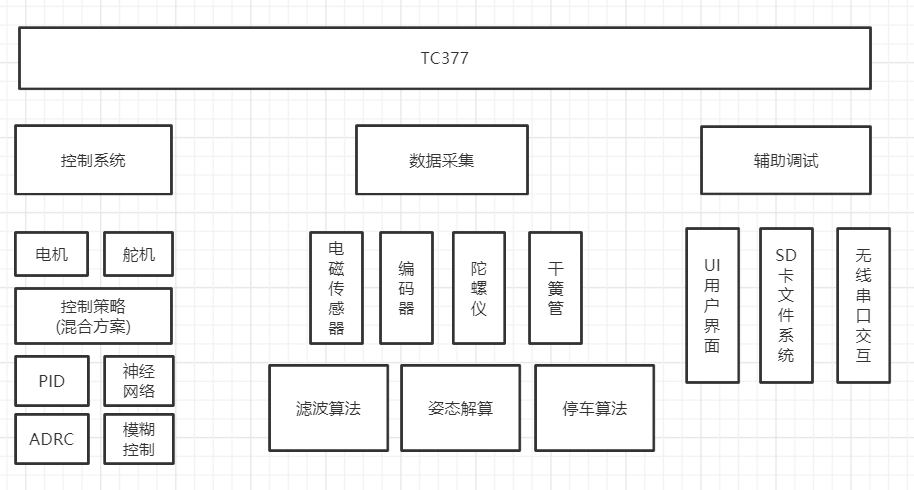 TC377
控制系统
数据采集
辅助调试
电机
舵机
控制策略
(混合方案)
PID
神经
网络
ADRC
模糊
控制
电磁传感器
编码器
陀螺仪
干簧管
滤波算法
姿态解算
停车算法
UI用户界面
SD卡文件系统
无线串口交互